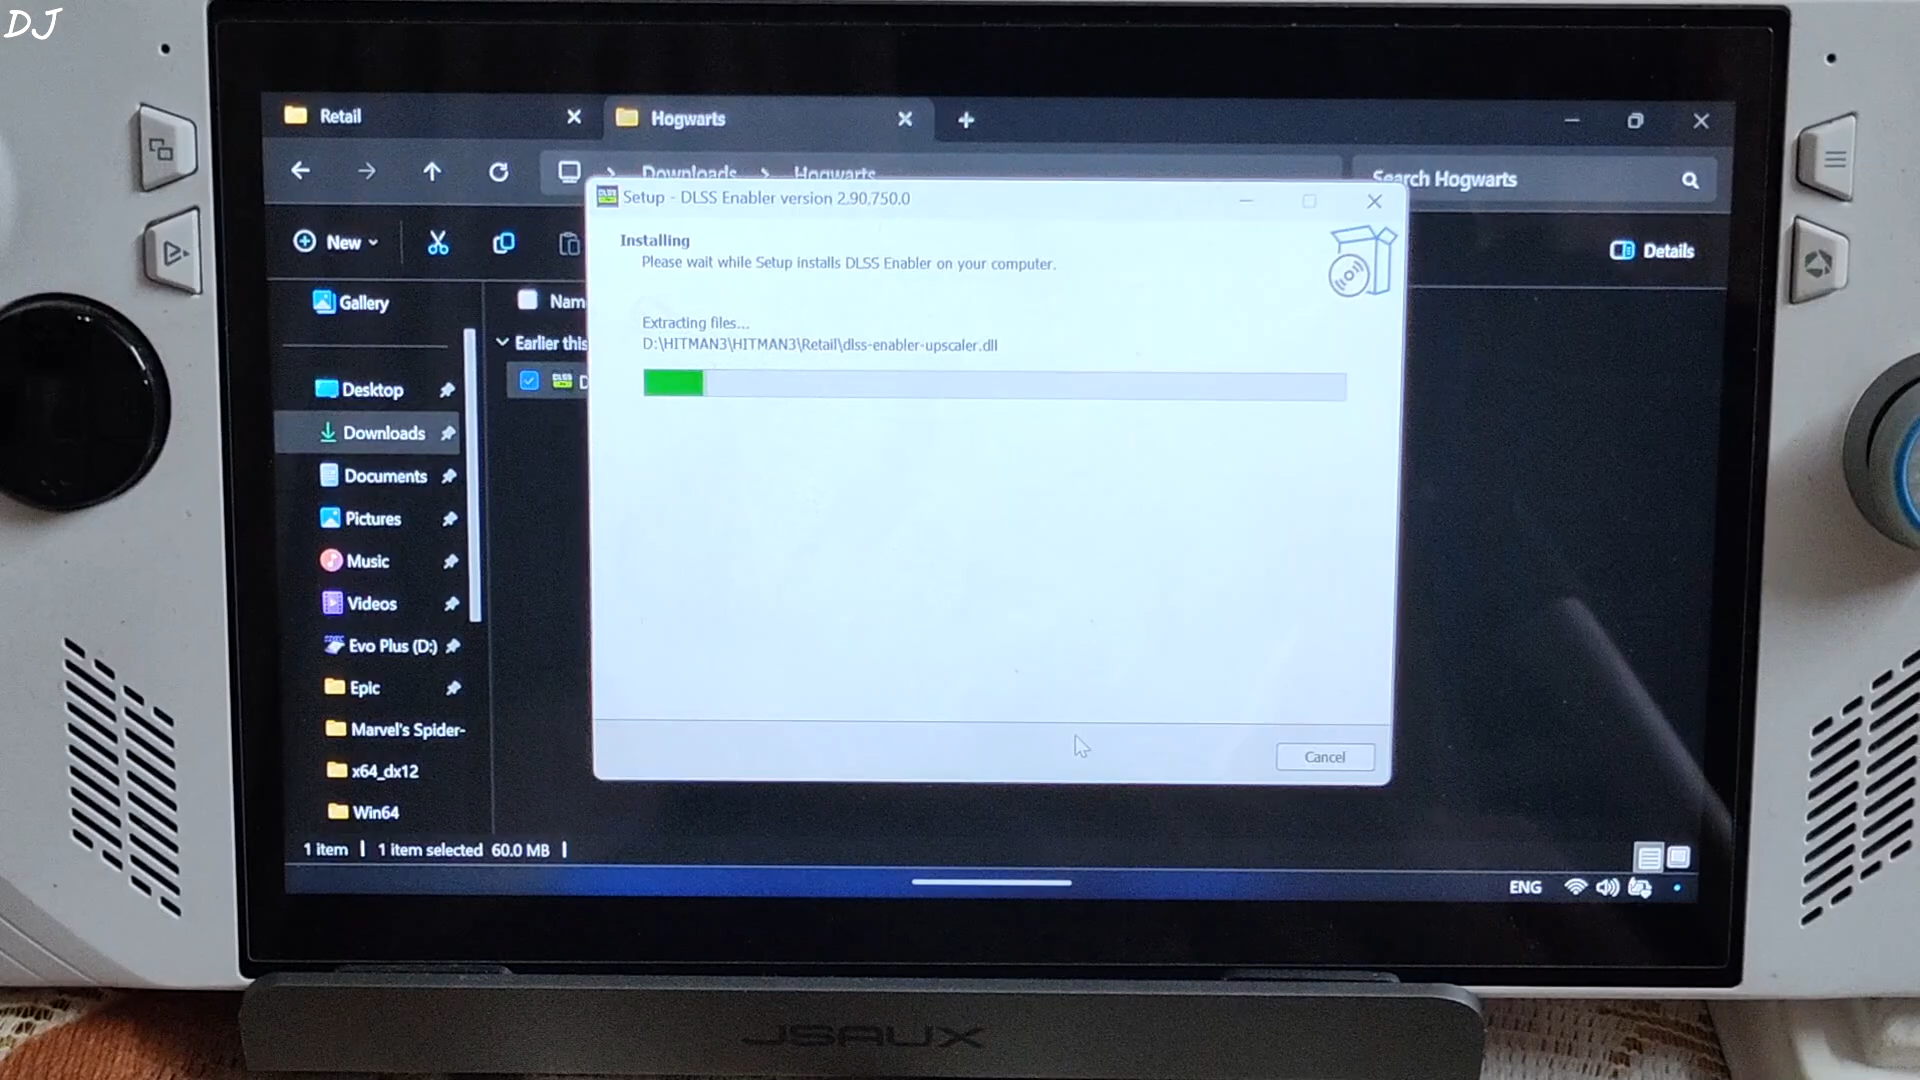 DJ
Retail
Hogwarts
Downloads > Hogwarts
Search Hogwarts
Setup - DLSS Enabler version 2.90.750.0
Installing
Please wait while Setup installs DLSS Enabler on your computer.
New
Details
Gallery
Nam
Extracting files...
D:\HITMAN3\HITMAN3\Retail\dlss-enabler-upscaler.dll
Earlier this
D
Desktop
Downloads
Documents
Pictures
Music
Videos
Evo Plus (D:)
Epic
Marvel's Spider-
x64_dx12
Win64
Cancel
1 item | 1 item selected 60.0 MB |
ENG
JSAUX